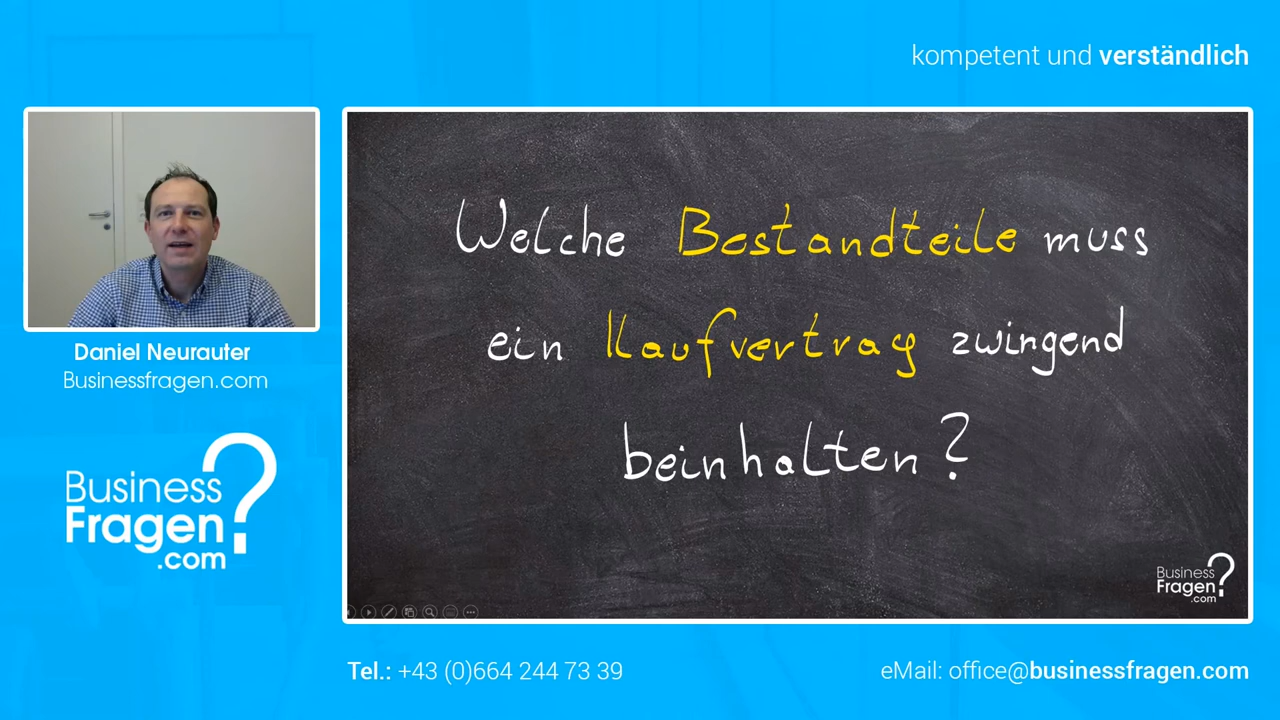 kompetent und verständlich
Welche Bestandteile muss
ein Kaufvertrag zwingend
beinhalten?
Daniel Neurauter
Businessfragen.com
Business
Fragen
.com
?
Business
Fragen
.com
?
Tel.: +43 (0)664 244 73 39
eMail: office@businessfragen.com